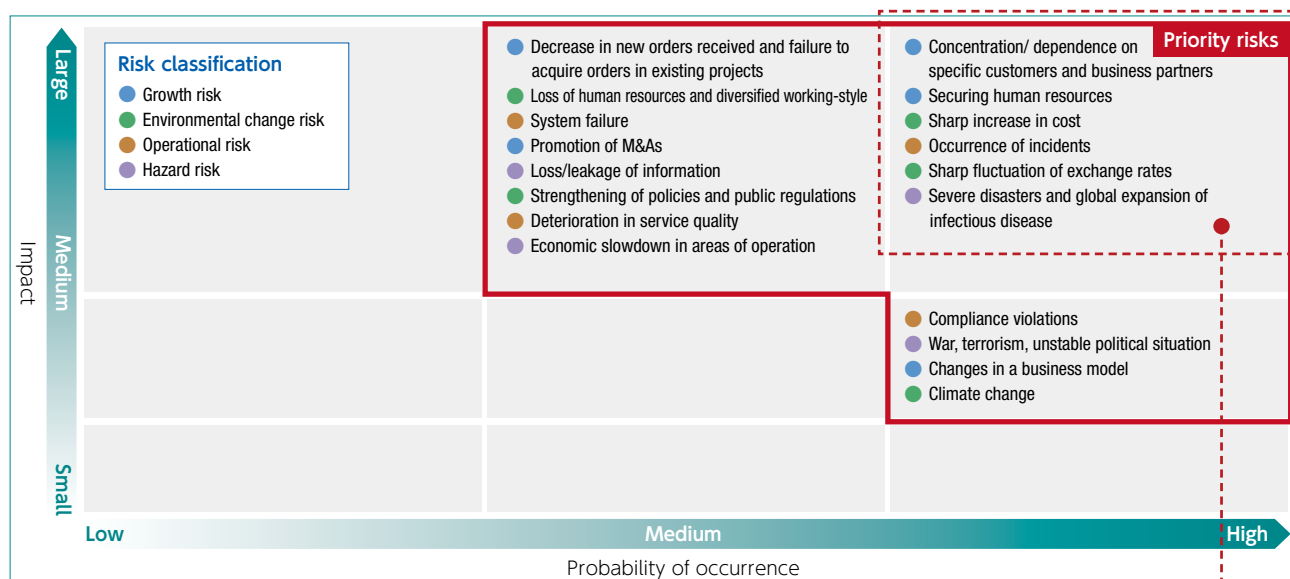 Large
Medium
Small
Impact
Risk classification
Growth risk
Environmental change risk
Operational risk
Hazard risk
Decrease in new orders received and failure to
acquire orders in existing projects
Loss of human resources and diversified working-style
System failure
Promotion of M&As
Loss/leakage of information
Strengthening of policies and public regulations
Deterioration in service quality
Economic slowdown in areas of operation
Priority risks
Concentration/ dependence on
specific customers and business partners
Securing human resources
Sharp increase in cost
Occurrence of incidents
Sharp fluctuation of exchange rates
Severe disasters and global expansion of
infectious disease
Compliance violations
War, terrorism, unstable political situation
Changes in a business model
Climate change
Low
Medium
High
Probability of occurrence